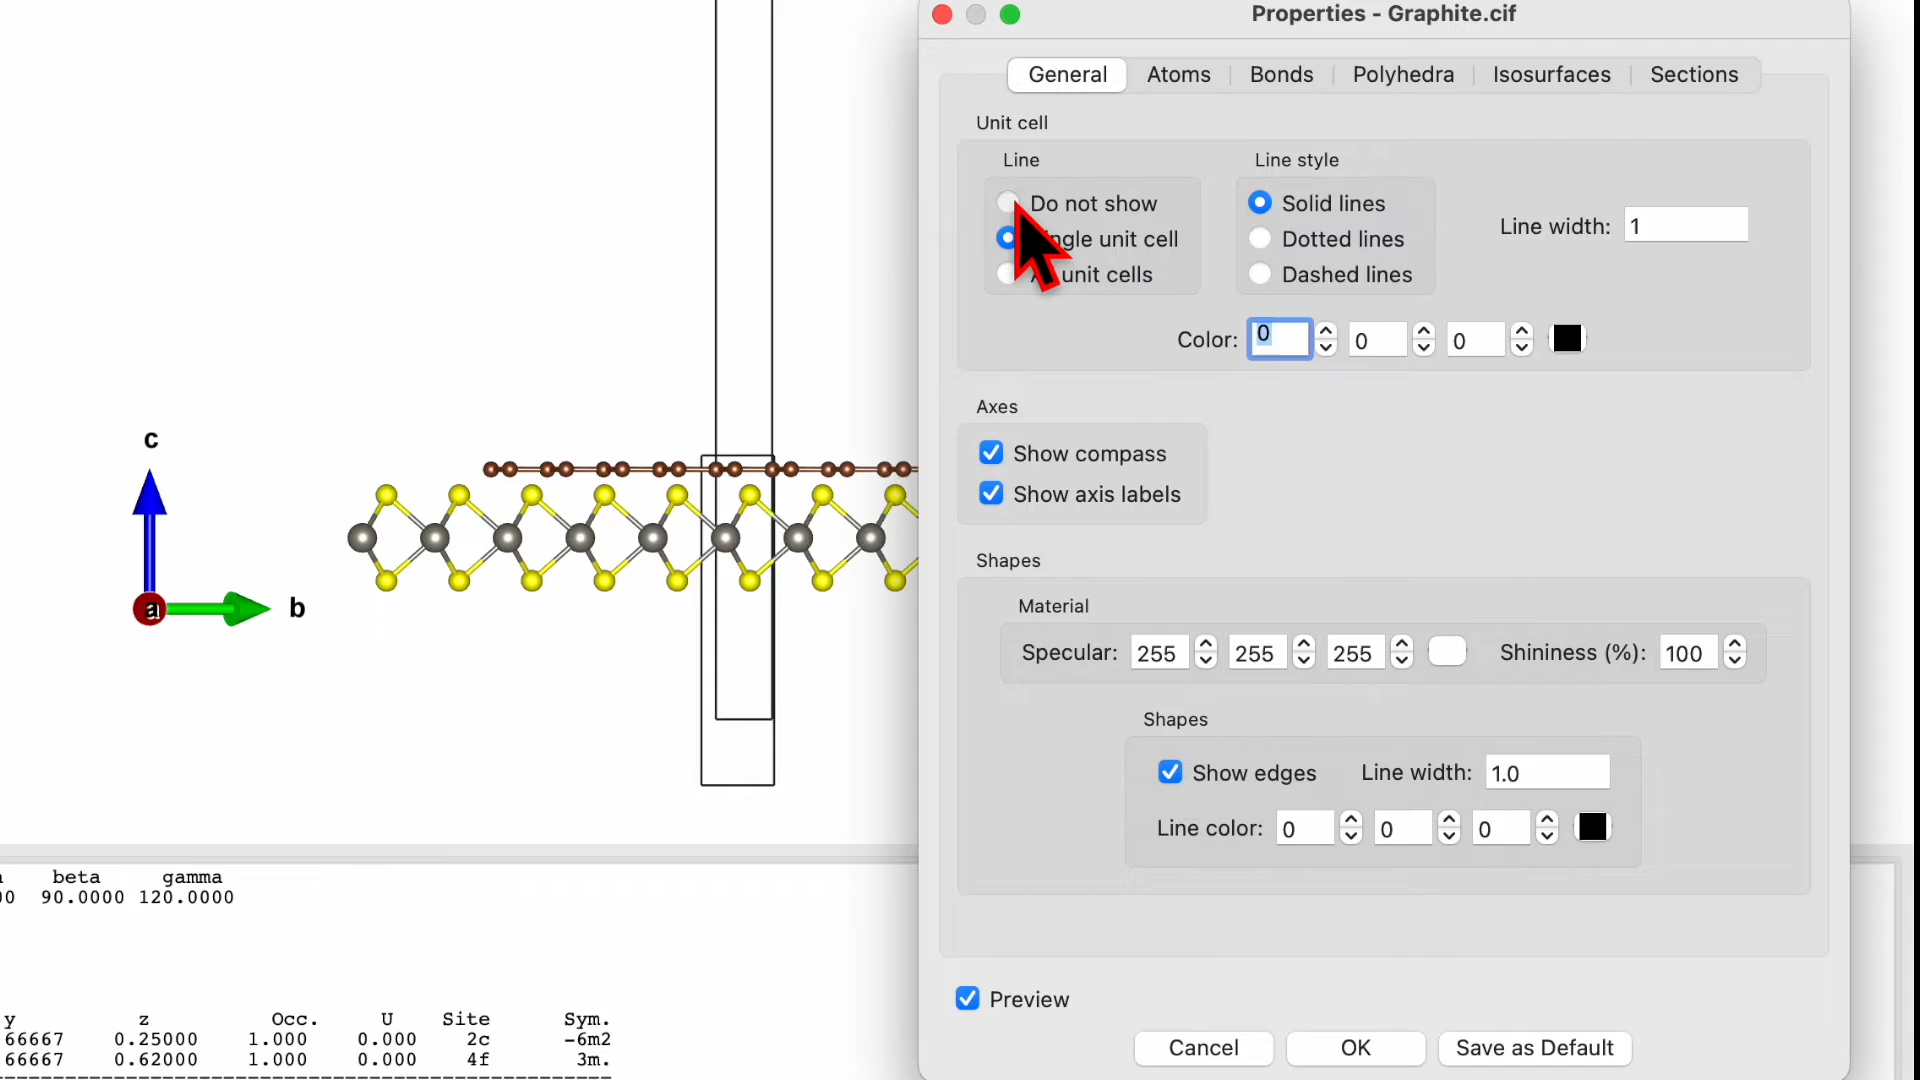 Properties - Graphite.cif
General Atoms Bonds Polyhedra Isosurfaces Sections
Unit cell
Line
Do not show
ngle unit cell
unit cells
Line style
Solid lines
Dotted lines
Dashed lines
Line width: 1
Color: 0 0 0
Axes
Show compass
Show axis labels
Shapes
Material
Specular: 255 255 255 Shininess (%): 100
Shapes
Show edges Line width: 1.0
Line color: 0 0 0
Preview
Cancel OK Save as Default
c
a
b
beta gamma
0 90.0000 120.0000
y z Occ. U Site Sym.
66667 0.25000 1.000 0.000 2c -6m2
66667 0.62000 1.000 0.000 4f 3m.